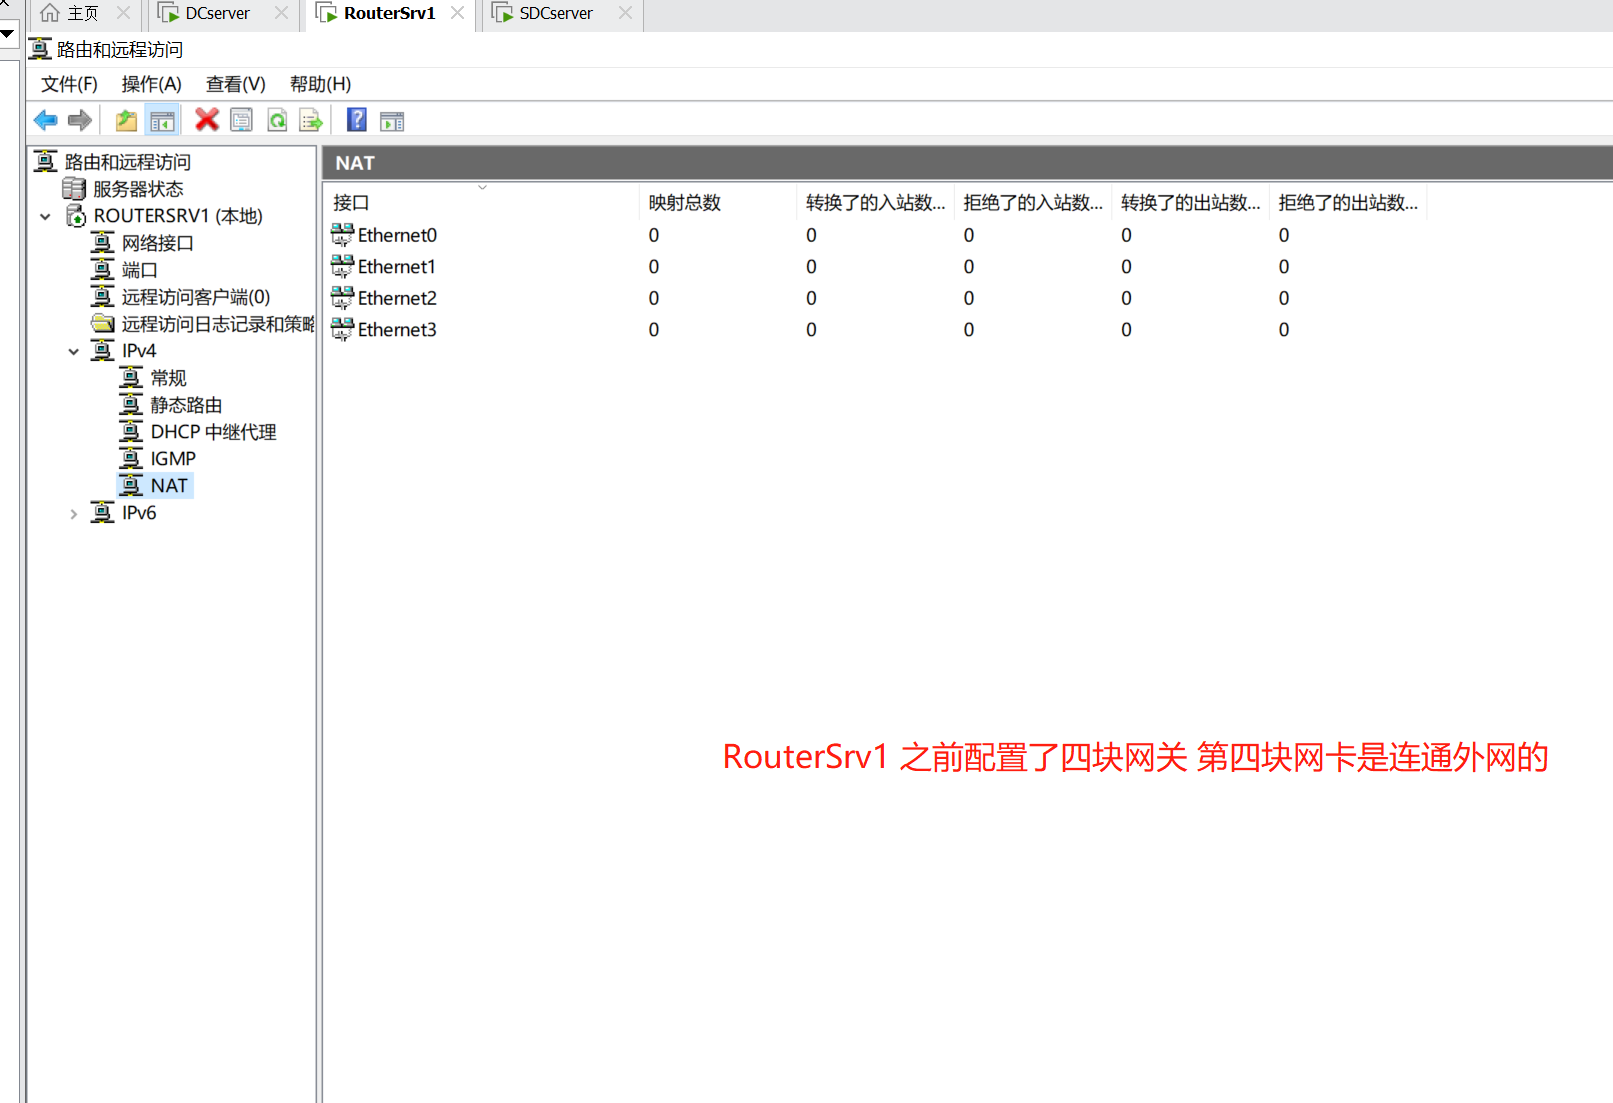 主页
DCserver
RouterSrv1
SDCserver
路由和远程访问
文件(F) 操作(A) 查看(V) 帮助(H)
路由和远程访问
服务器状态
ROUTERSRV1 (本地)
网络接口
端口
远程访问客户端(0)
远程访问日志记录和策略
IPv4
常规
静态路由
DHCP 中继代理
IGMP
NAT
IPv6
NAT
接口 映射总数 转换了的入站数... 拒绝了的入站数... 转换了的出站数... 拒绝了的出站数...
Ethernet0 0 0 0 0 0
Ethernet1 0 0 0 0 0
Ethernet2 0 0 0 0 0
Ethernet3 0 0 0 0 0
RouterSrv1 之前配置了四块网关 第四块网卡是连通外网的